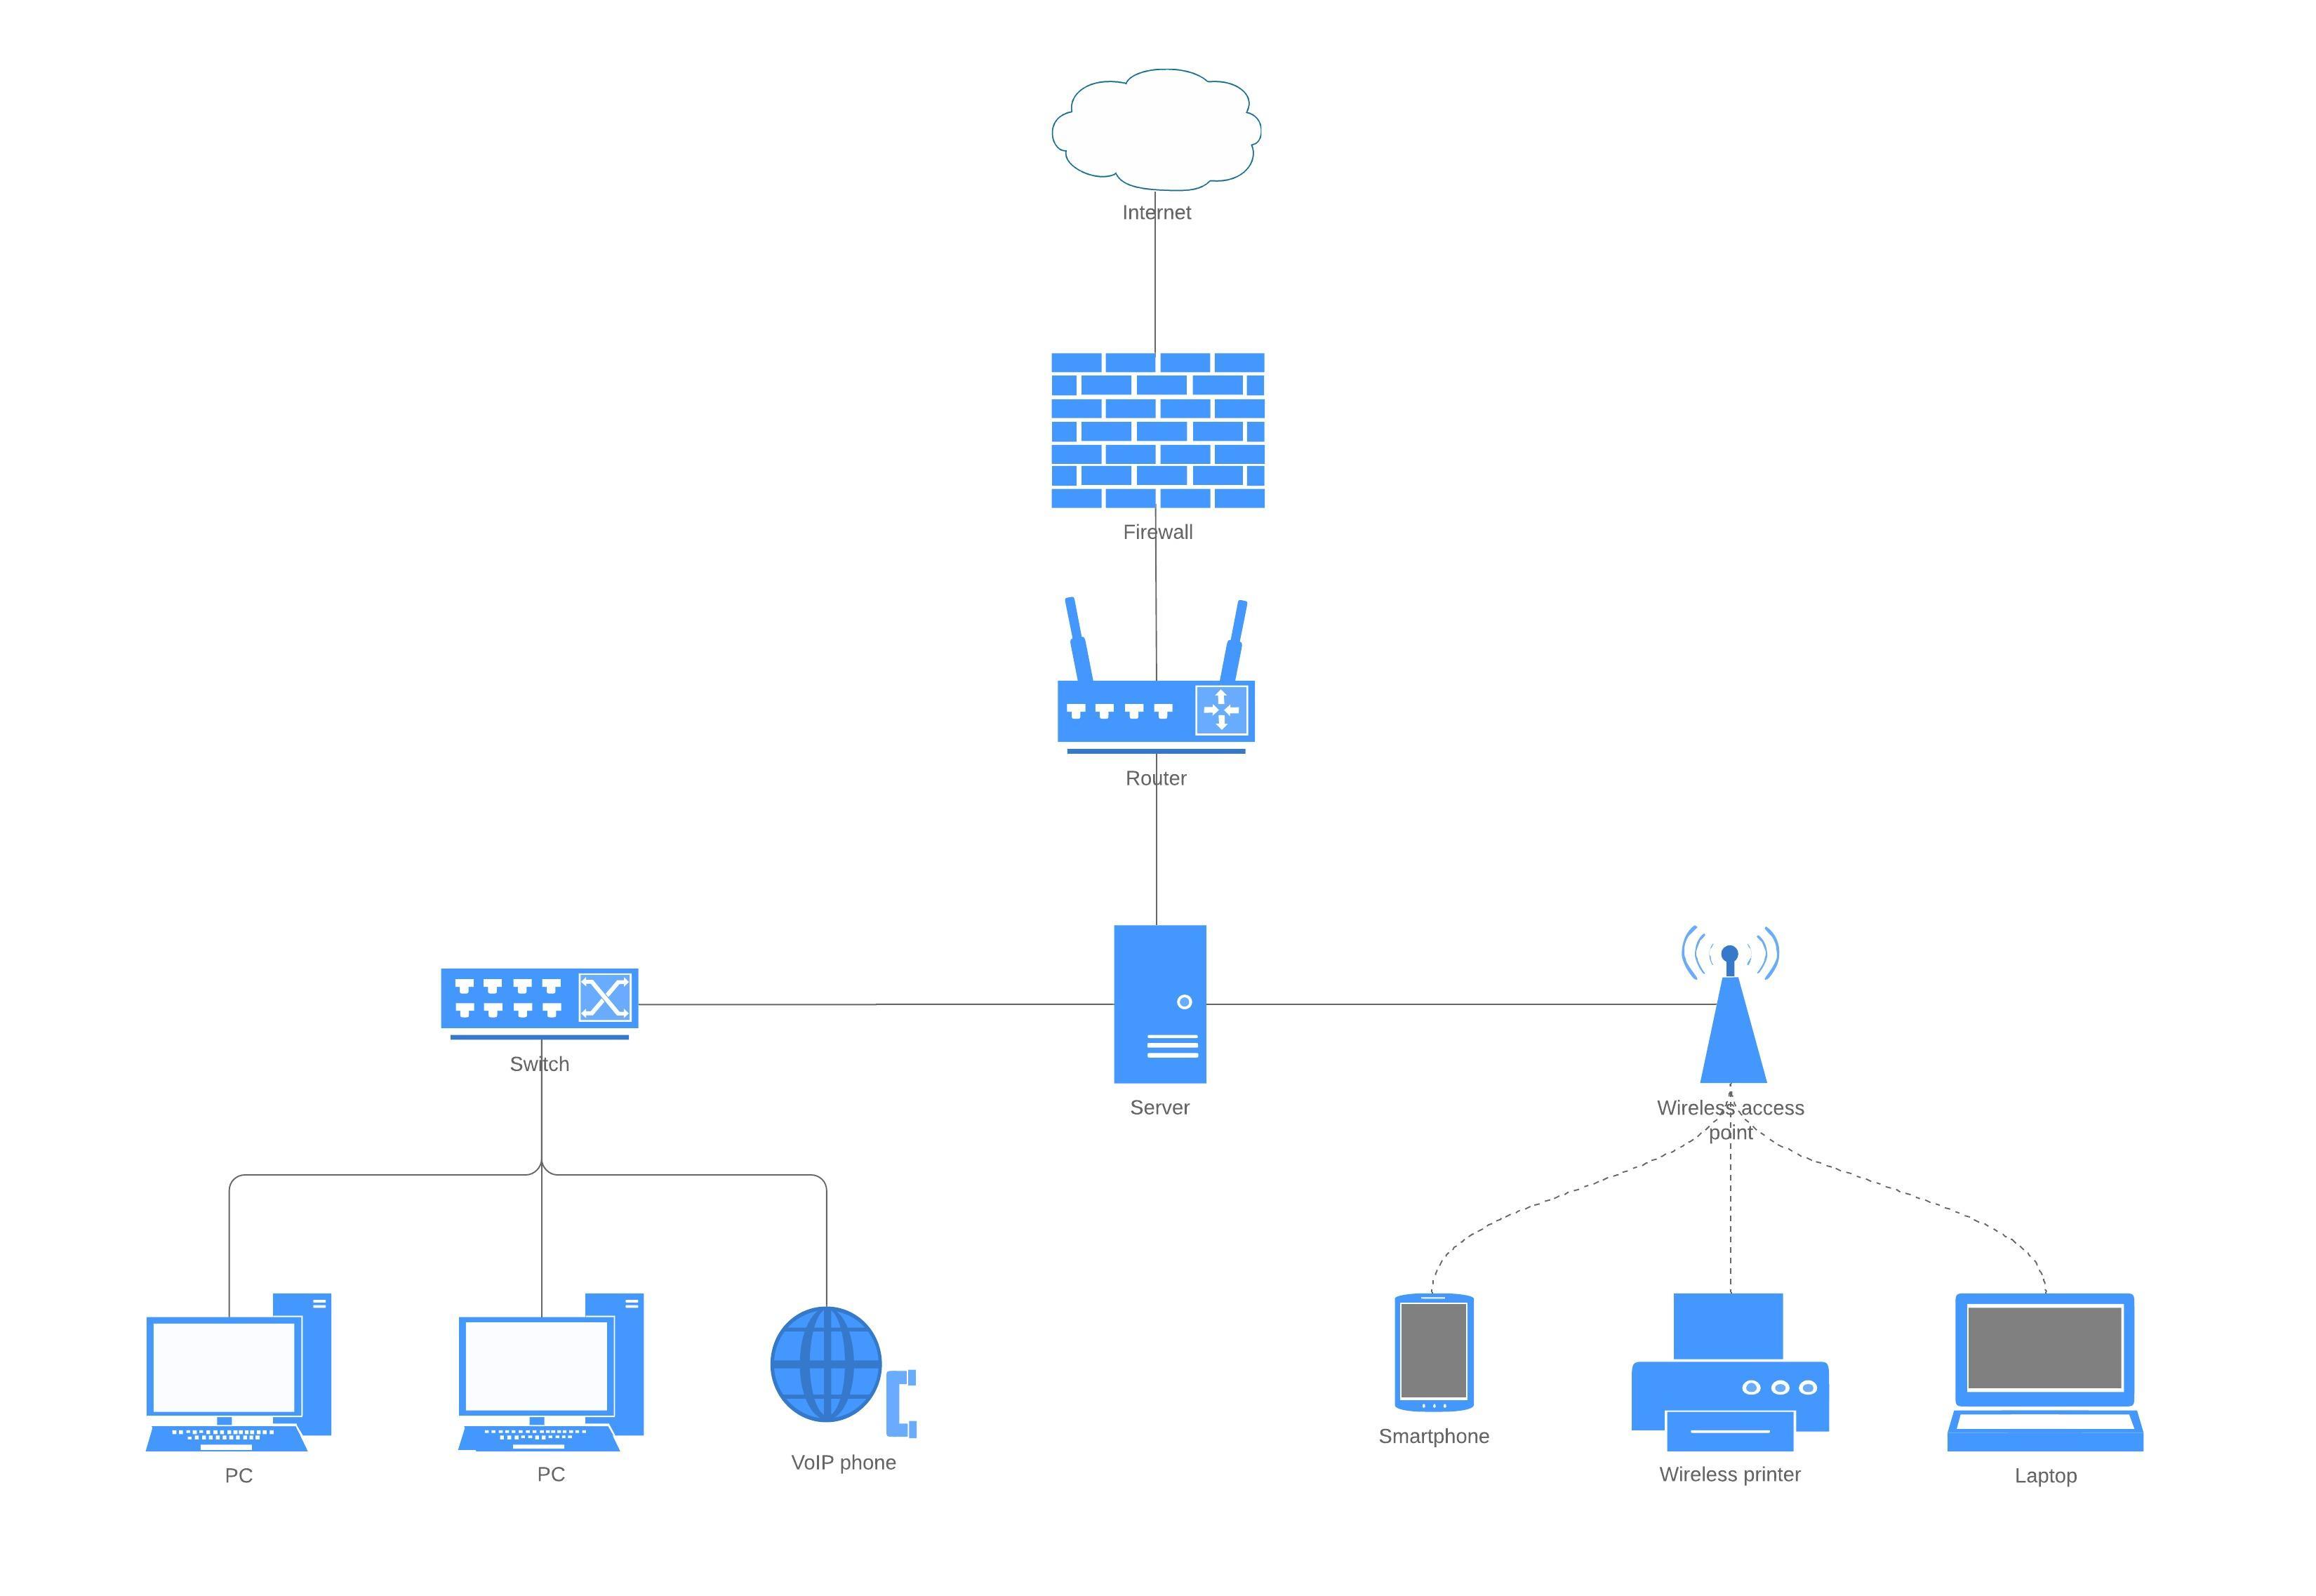 Internet
Firewall
Router
Switch
Server
Wireless access
point
PC
PC
VoIP phone
Smartphone
Wireless printer
Laptop